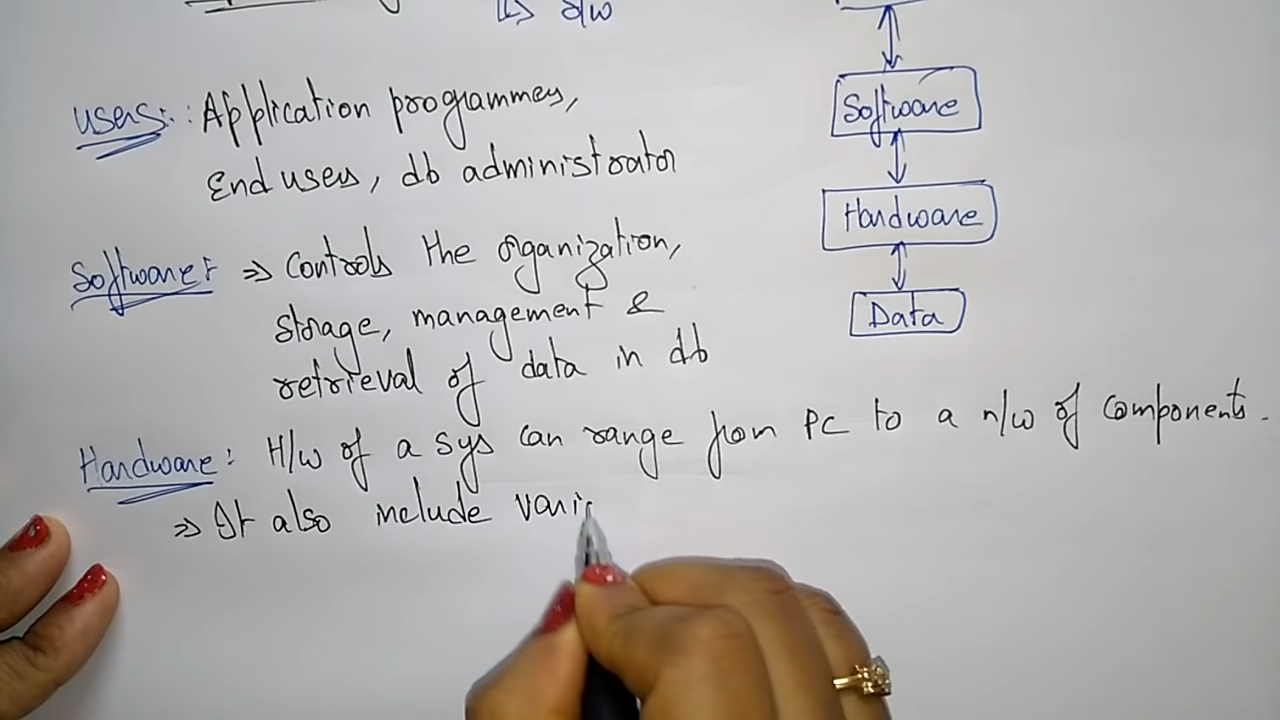 ↳ s/w
users: Application programmers,
End users, db administrator
Software: ⇒ Controls the organization,
storage, management &
retrieval of data in db
Hardware: H/w of a sys can range from PC to a n/w of components.
⇒ It also include vari
Software
Hardware
Data